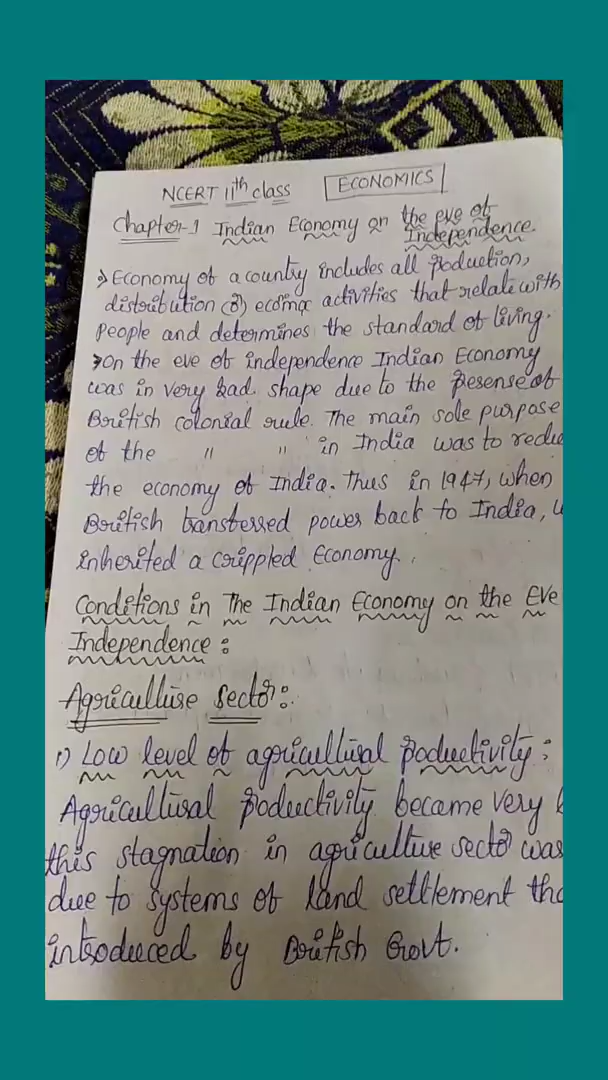 NCERT 11th class ECONOMICS
Chapter-1 Indian Economy on the eve of Independence.
→ Economy of a country includes all production,
distribution (or) ecomic activities that relate with
people and determines the standard of living.
→ on the eve of independence Indian Economy
was in very bad shape due to the presense of
British colonial rule. The main sole purpose
of the " " in India was to redu
the economy of India. Thus in 1947, when
British transferred power back to India,
inherited a crippled Economy.
Conditions in The Indian Economy on the Eve
Independence :
Agriculture sector :
1) Low level of agricultural productivity :
Agricultural productivity became very
this stagnation in agriculture sector was
due to systems of land settlement tha
introduced by British Govt.